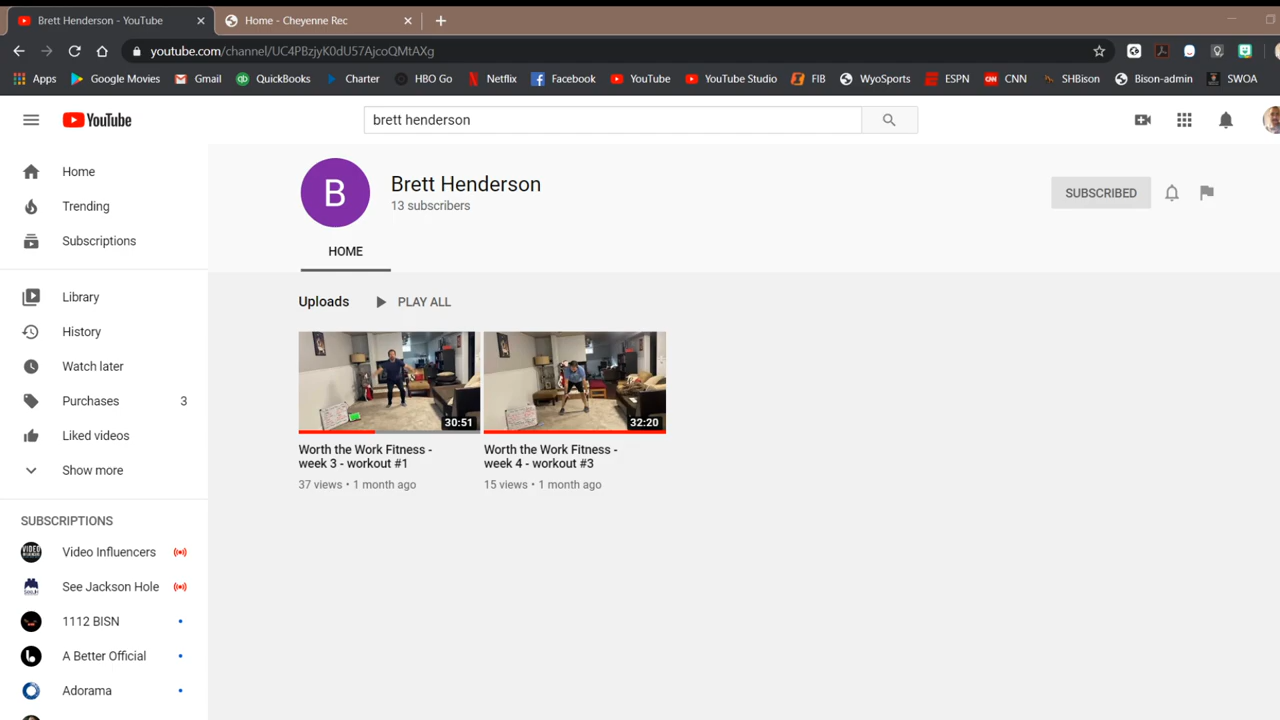 Brett Henderson - YouTube
Home - Cheyenne Rec
youtube.com/channel/UC4PBzjyK0dU57AjcoQMtAXg
Apps Google Movies Gmail QuickBooks Charter HBO Go Netflix Facebook YouTube YouTube Studio FIB WyoSports ESPN CNN SHBison Bison-admin SWOA
YouTube
brett henderson
Home
Trending
Subscriptions
Library
History
Watch later
Purchases 3
Liked videos
Show more
SUBSCRIPTIONS
Video Influencers
See Jackson Hole
1112 BISN
A Better Official
Adorama
B
Brett Henderson
13 subscribers
SUBSCRIBED
HOME
Uploads PLAY ALL
30:51
Worth the Work Fitness -
week 3 - workout #1
37 views • 1 month ago
32:20
Worth the Work Fitness -
week 4 - workout #3
15 views • 1 month ago